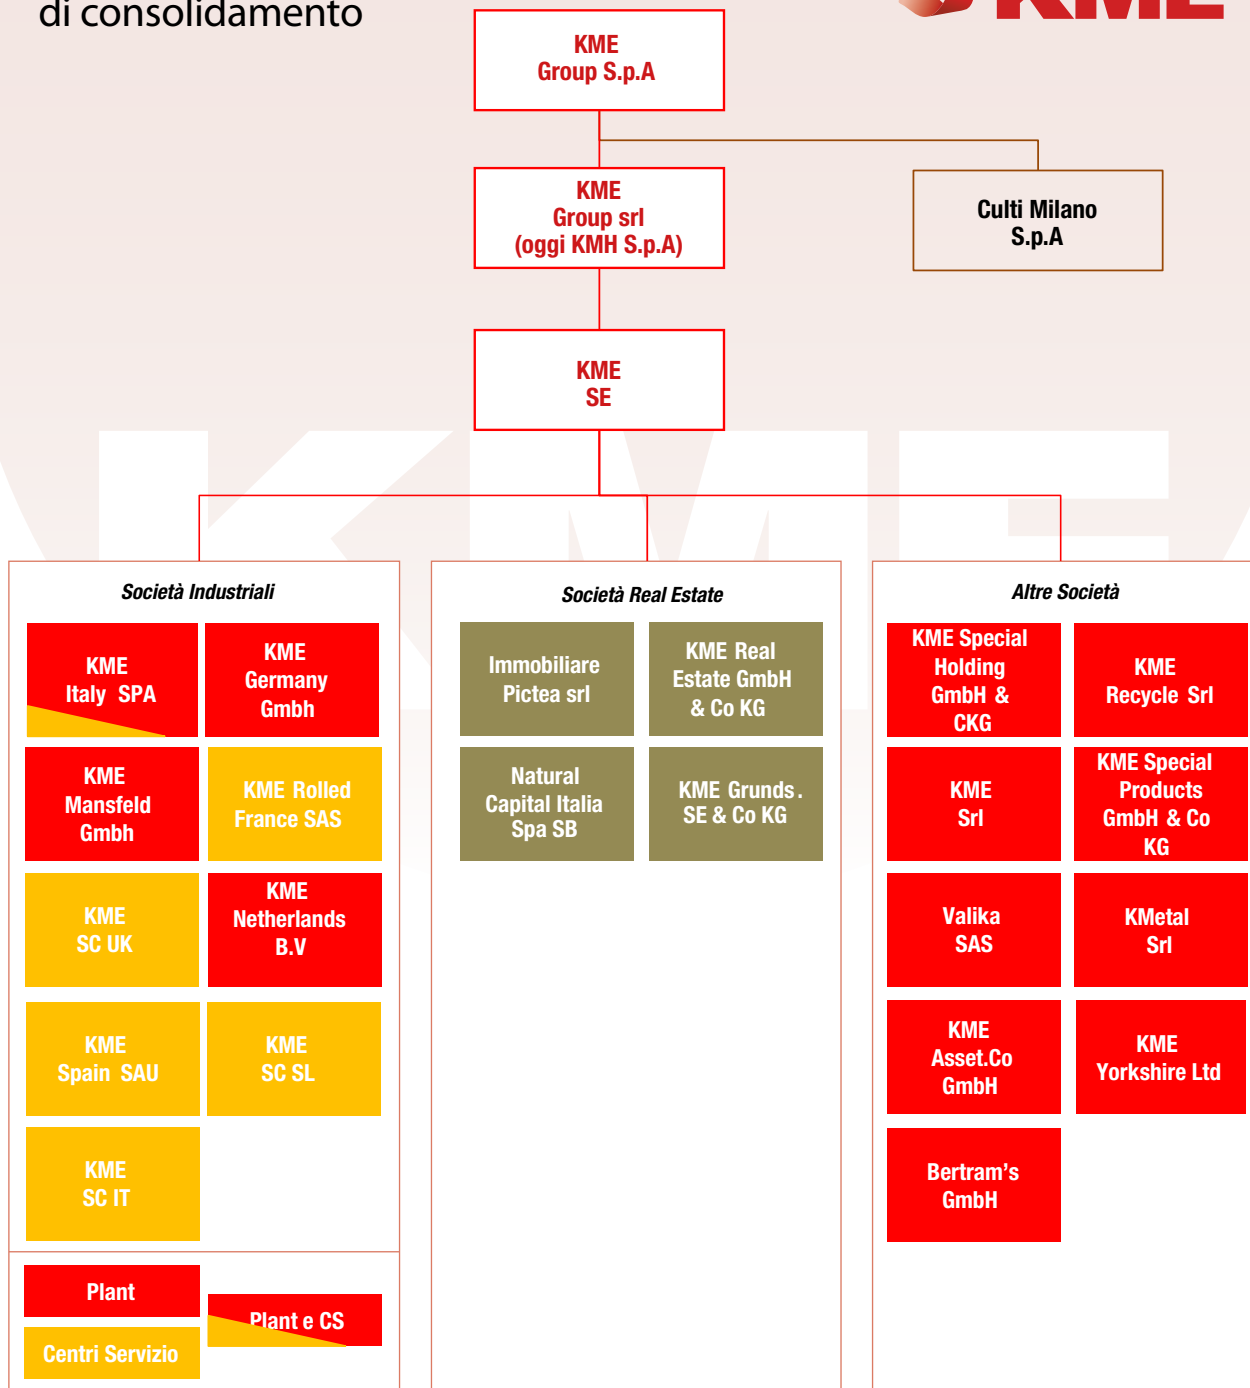 di consolidamento
KME
KME
Group S.p.A
KME
Group srl
(oggi KMH S.p.A)
Culti Milano
S.p.A
KME
SE
Società Industriali
KME
Italy SPA
KME
Germany
Gmbh
KME
Mansfeld
Gmbh
KME Rolled
France SAS
KME
SC UK
KME
Netherlands
B.V
KME
Spain SAU
KME
SC SL
KME
SC IT
Plant
Centri Servizio
Plant e CS
Società Real Estate
Immobiliare
Pictea srl
KME Real
Estate GmbH
& Co KG
Natural
Capital Italia
Spa SB
KME Grunds.
SE & Co KG
Altre Società
KME Special
Holding
GmbH &
CKG
KME
Recycle Srl
KME
Srl
KME Special
Products
GmbH & Co
KG
Valika
SAS
KMetal
Srl
KME
Asset.Co
GmbH
KME
Yorkshire Ltd
Bertram's
GmbH
KME